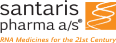 santaris
pharma a/s®
RNA Medicines for the 21st Century